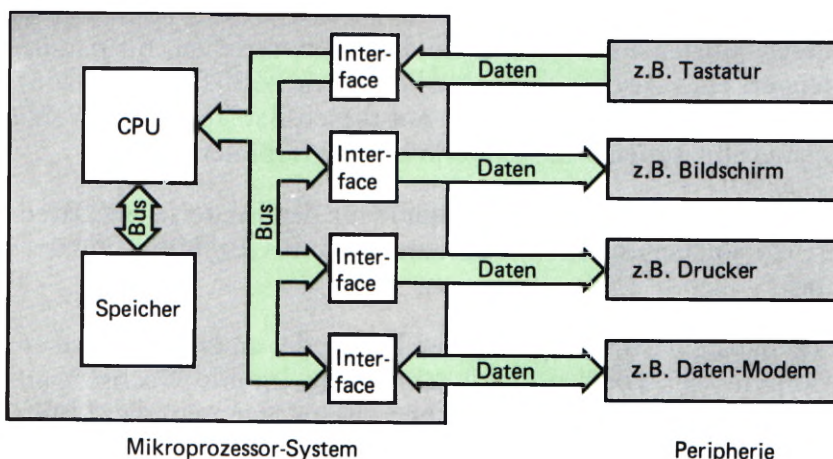 Inter-
face
Daten
z.B. Tastatur
CPU
Inter-
face
Daten
z.B. Bildschirm
Bus
Bus
Inter-
face
Daten
z.B. Drucker
Speicher
Inter-
face
Daten
z.B. Daten-Modem
Mikroprozessor-System
Peripherie